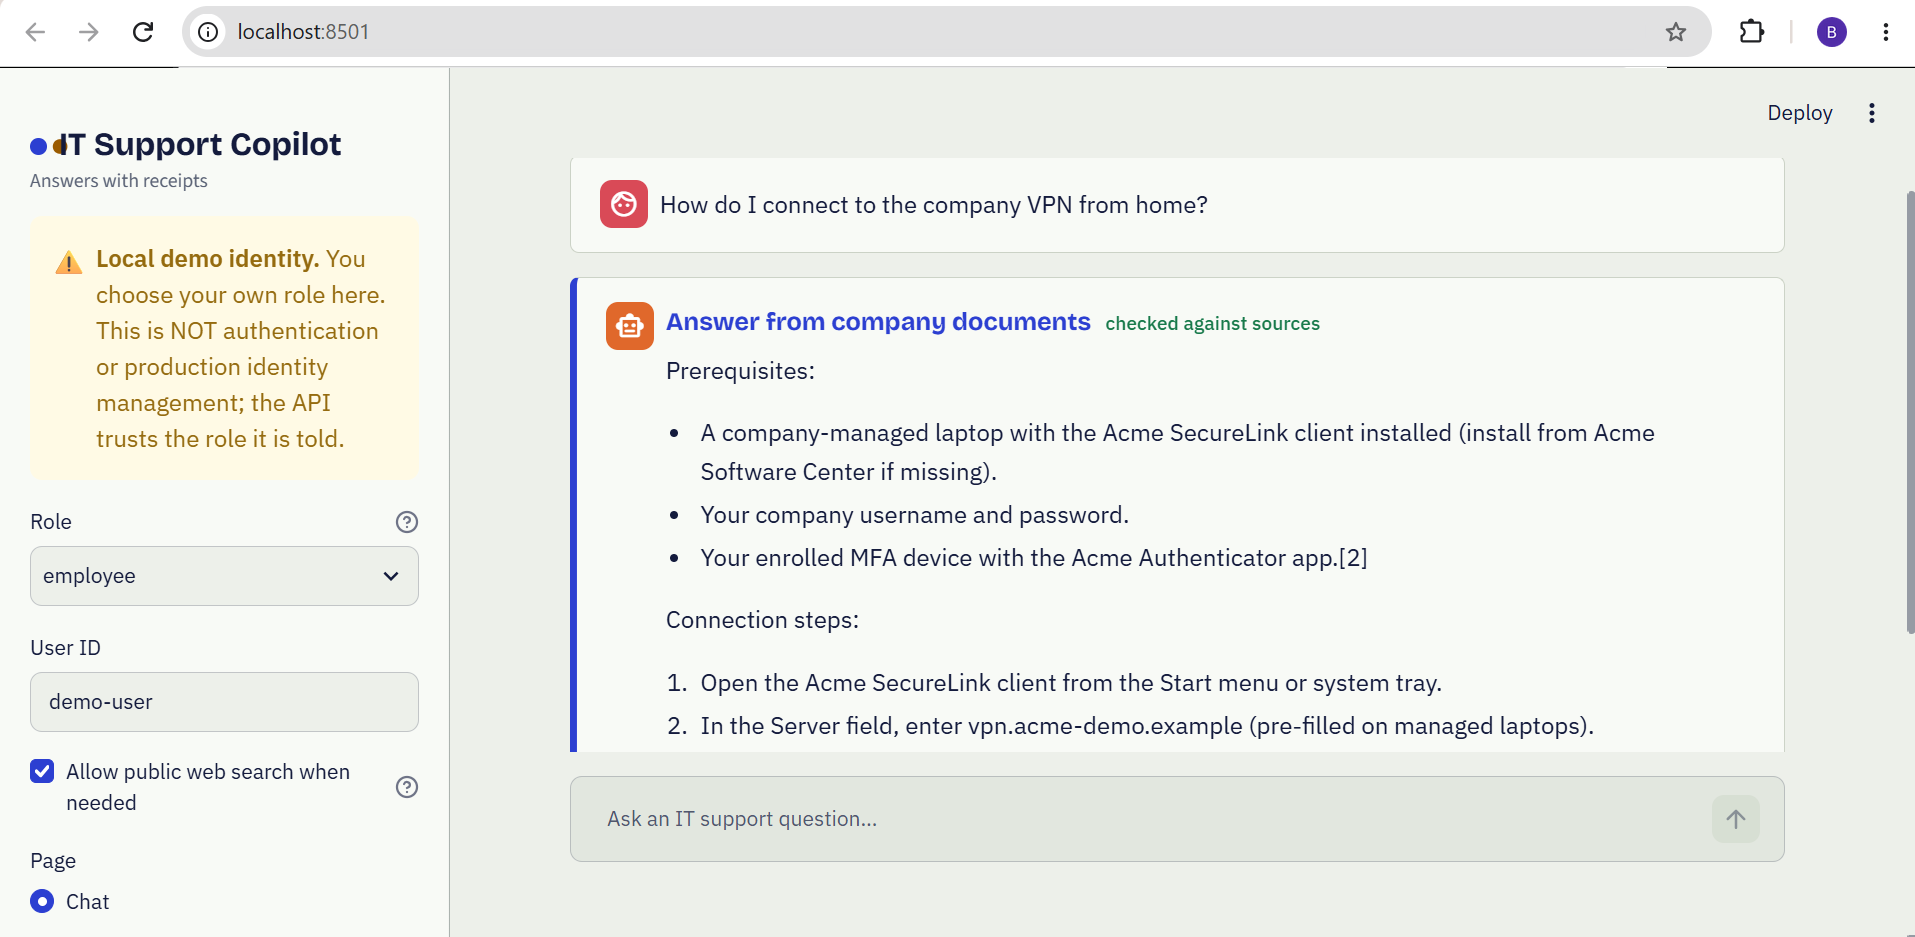 localhost:8501
B
Deploy
IT Support Copilot
Answers with receipts
Local demo identity. You
choose your own role here.
This is NOT authentication
or production identity
management; the API
trusts the role it is told.
Role
employee
User ID
demo-user
Allow public web search when
needed
Page
Chat
How do I connect to the company VPN from home?
Answer from company documents checked against sources
Prerequisites:
• A company-managed laptop with the Acme SecureLink client installed (install from Acme
Software Center if missing).
• Your company username and password.
• Your enrolled MFA device with the Acme Authenticator app.[2]
Connection steps:
1. Open the Acme SecureLink client from the Start menu or system tray.
2. In the Server field, enter vpn.acme-demo.example (pre-filled on managed laptops).
Ask an IT support question...